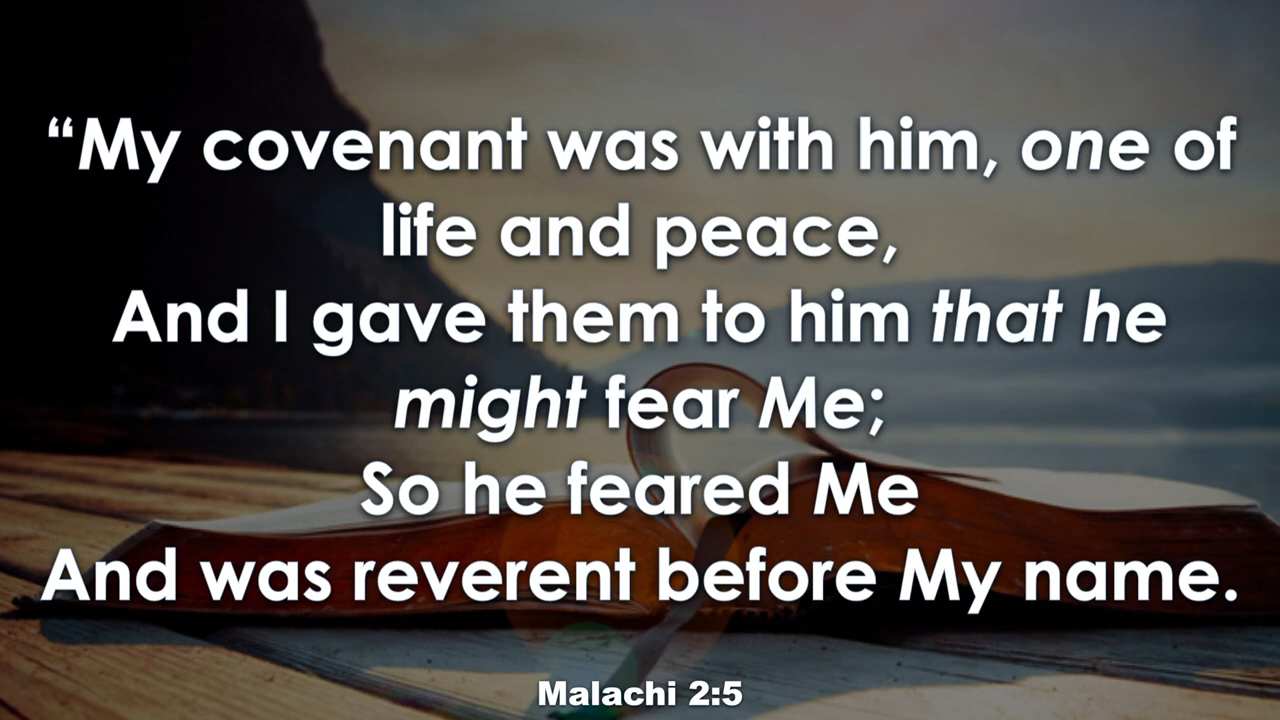 “My covenant was with him, one of
life and peace,
And I gave them to him that he
might fear Me;
So he feared Me
And was reverent before My name.
Malachi 2:5